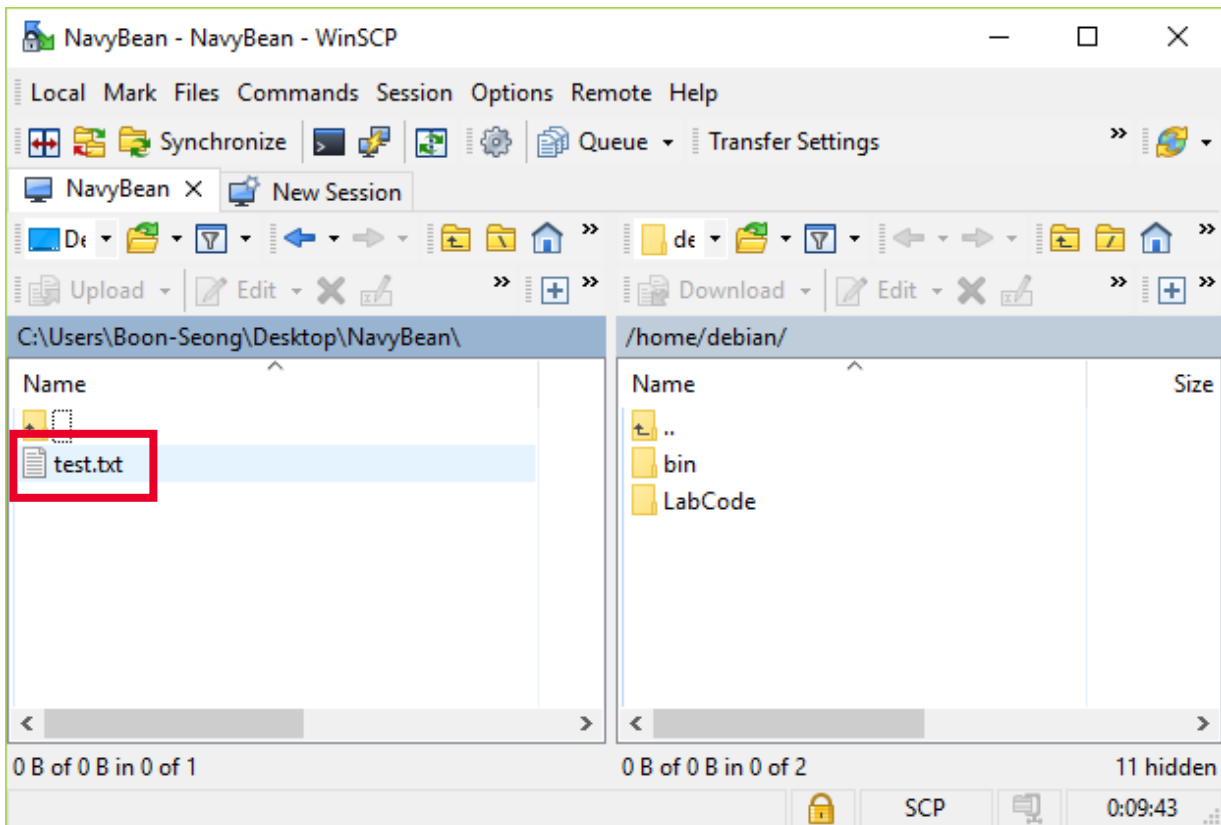 NavyBean - NavyBean - WinSCP
Local Mark Files Commands Session Options Remote Help
Synchronize Queue Transfer Settings
NavyBean New Session
De de
Upload Edit Download Edit
C:\Users\Boon-Seong\Desktop\NavyBean\ /home/debian/
Name Name Size
..
test.txt bin
LabCode
0 B of 0 B in 0 of 1 0 B of 0 B in 0 of 2 11 hidden
SCP 0:09:43